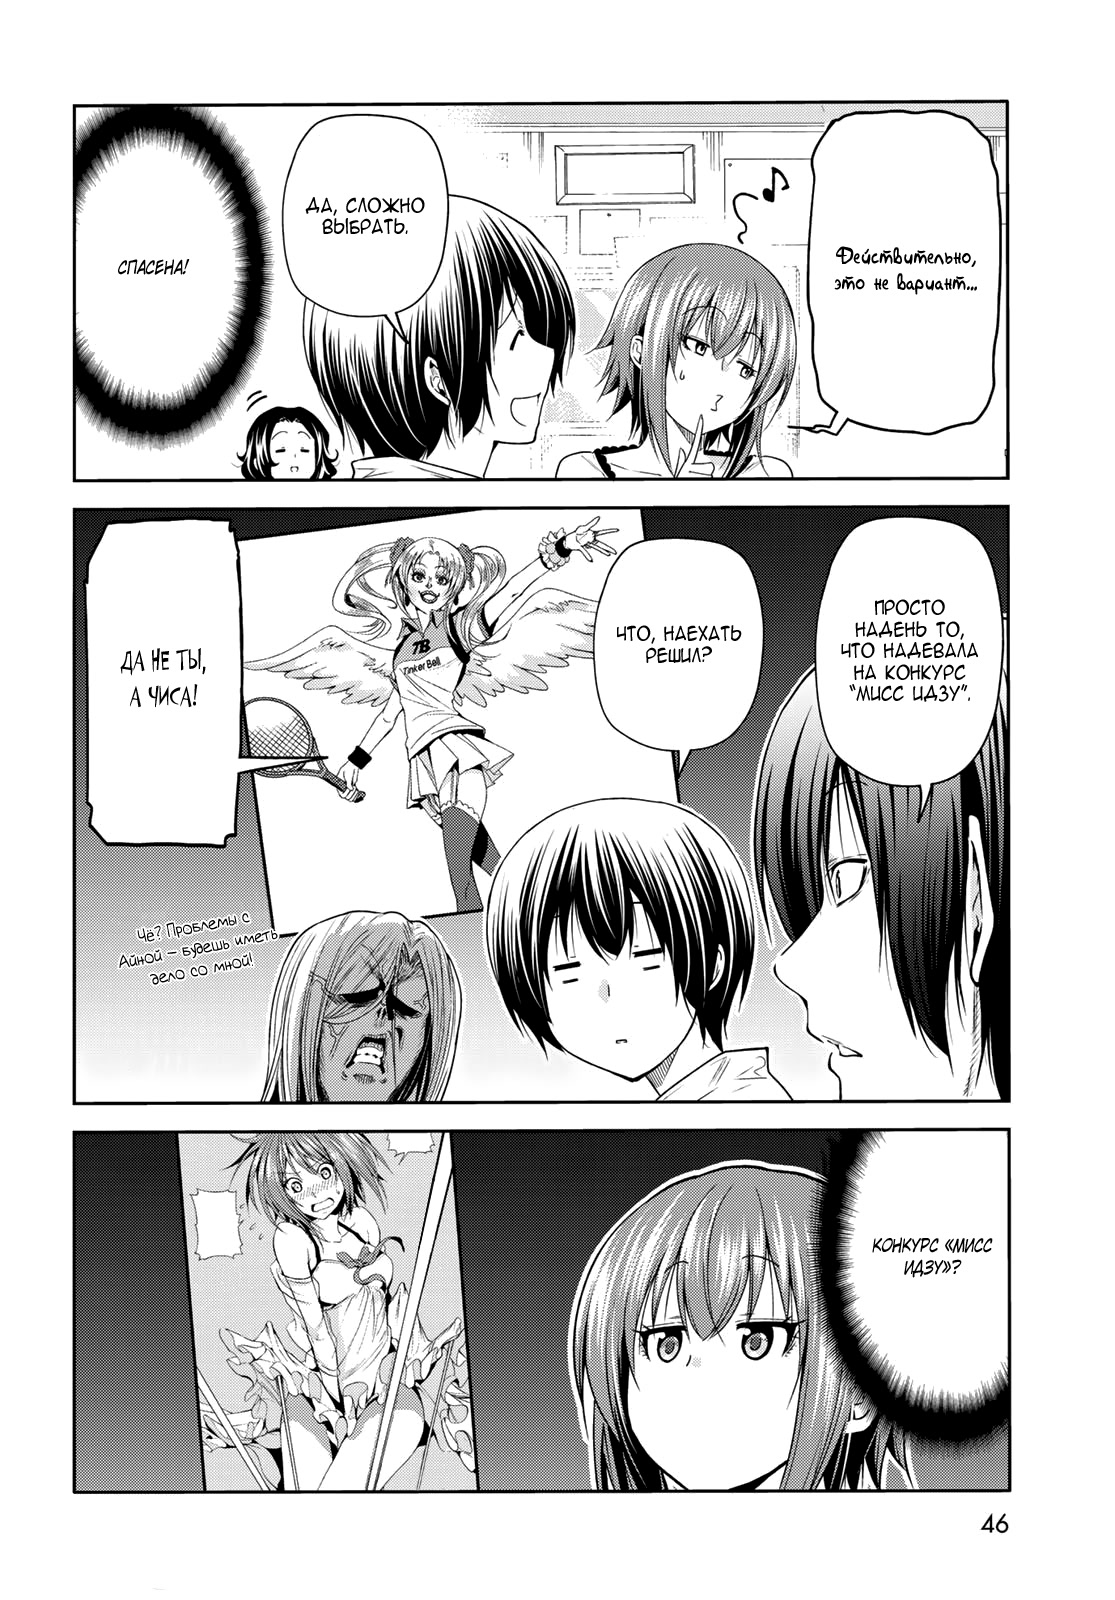 Действительно,
это не вариант...
ДА, СЛОЖНО
ВЫБРАТЬ.
СПАСЕНА!
ПРОСТО
НАДЕНЬ ТО,
ЧТО НАДЕВАЛА
НА КОНКУРС
"МИСС ИДЗУ".
ЧТО, НАЕХАТЬ
РЕШИЛ?
TB
Tinker Bell
ДА НЕ ТЫ,
А ЧИСА!
Чё? Проблемы с
Айной – будешь иметь
дело со мной!
КОНКУРС «МИСС
ИДЗУ»?
46